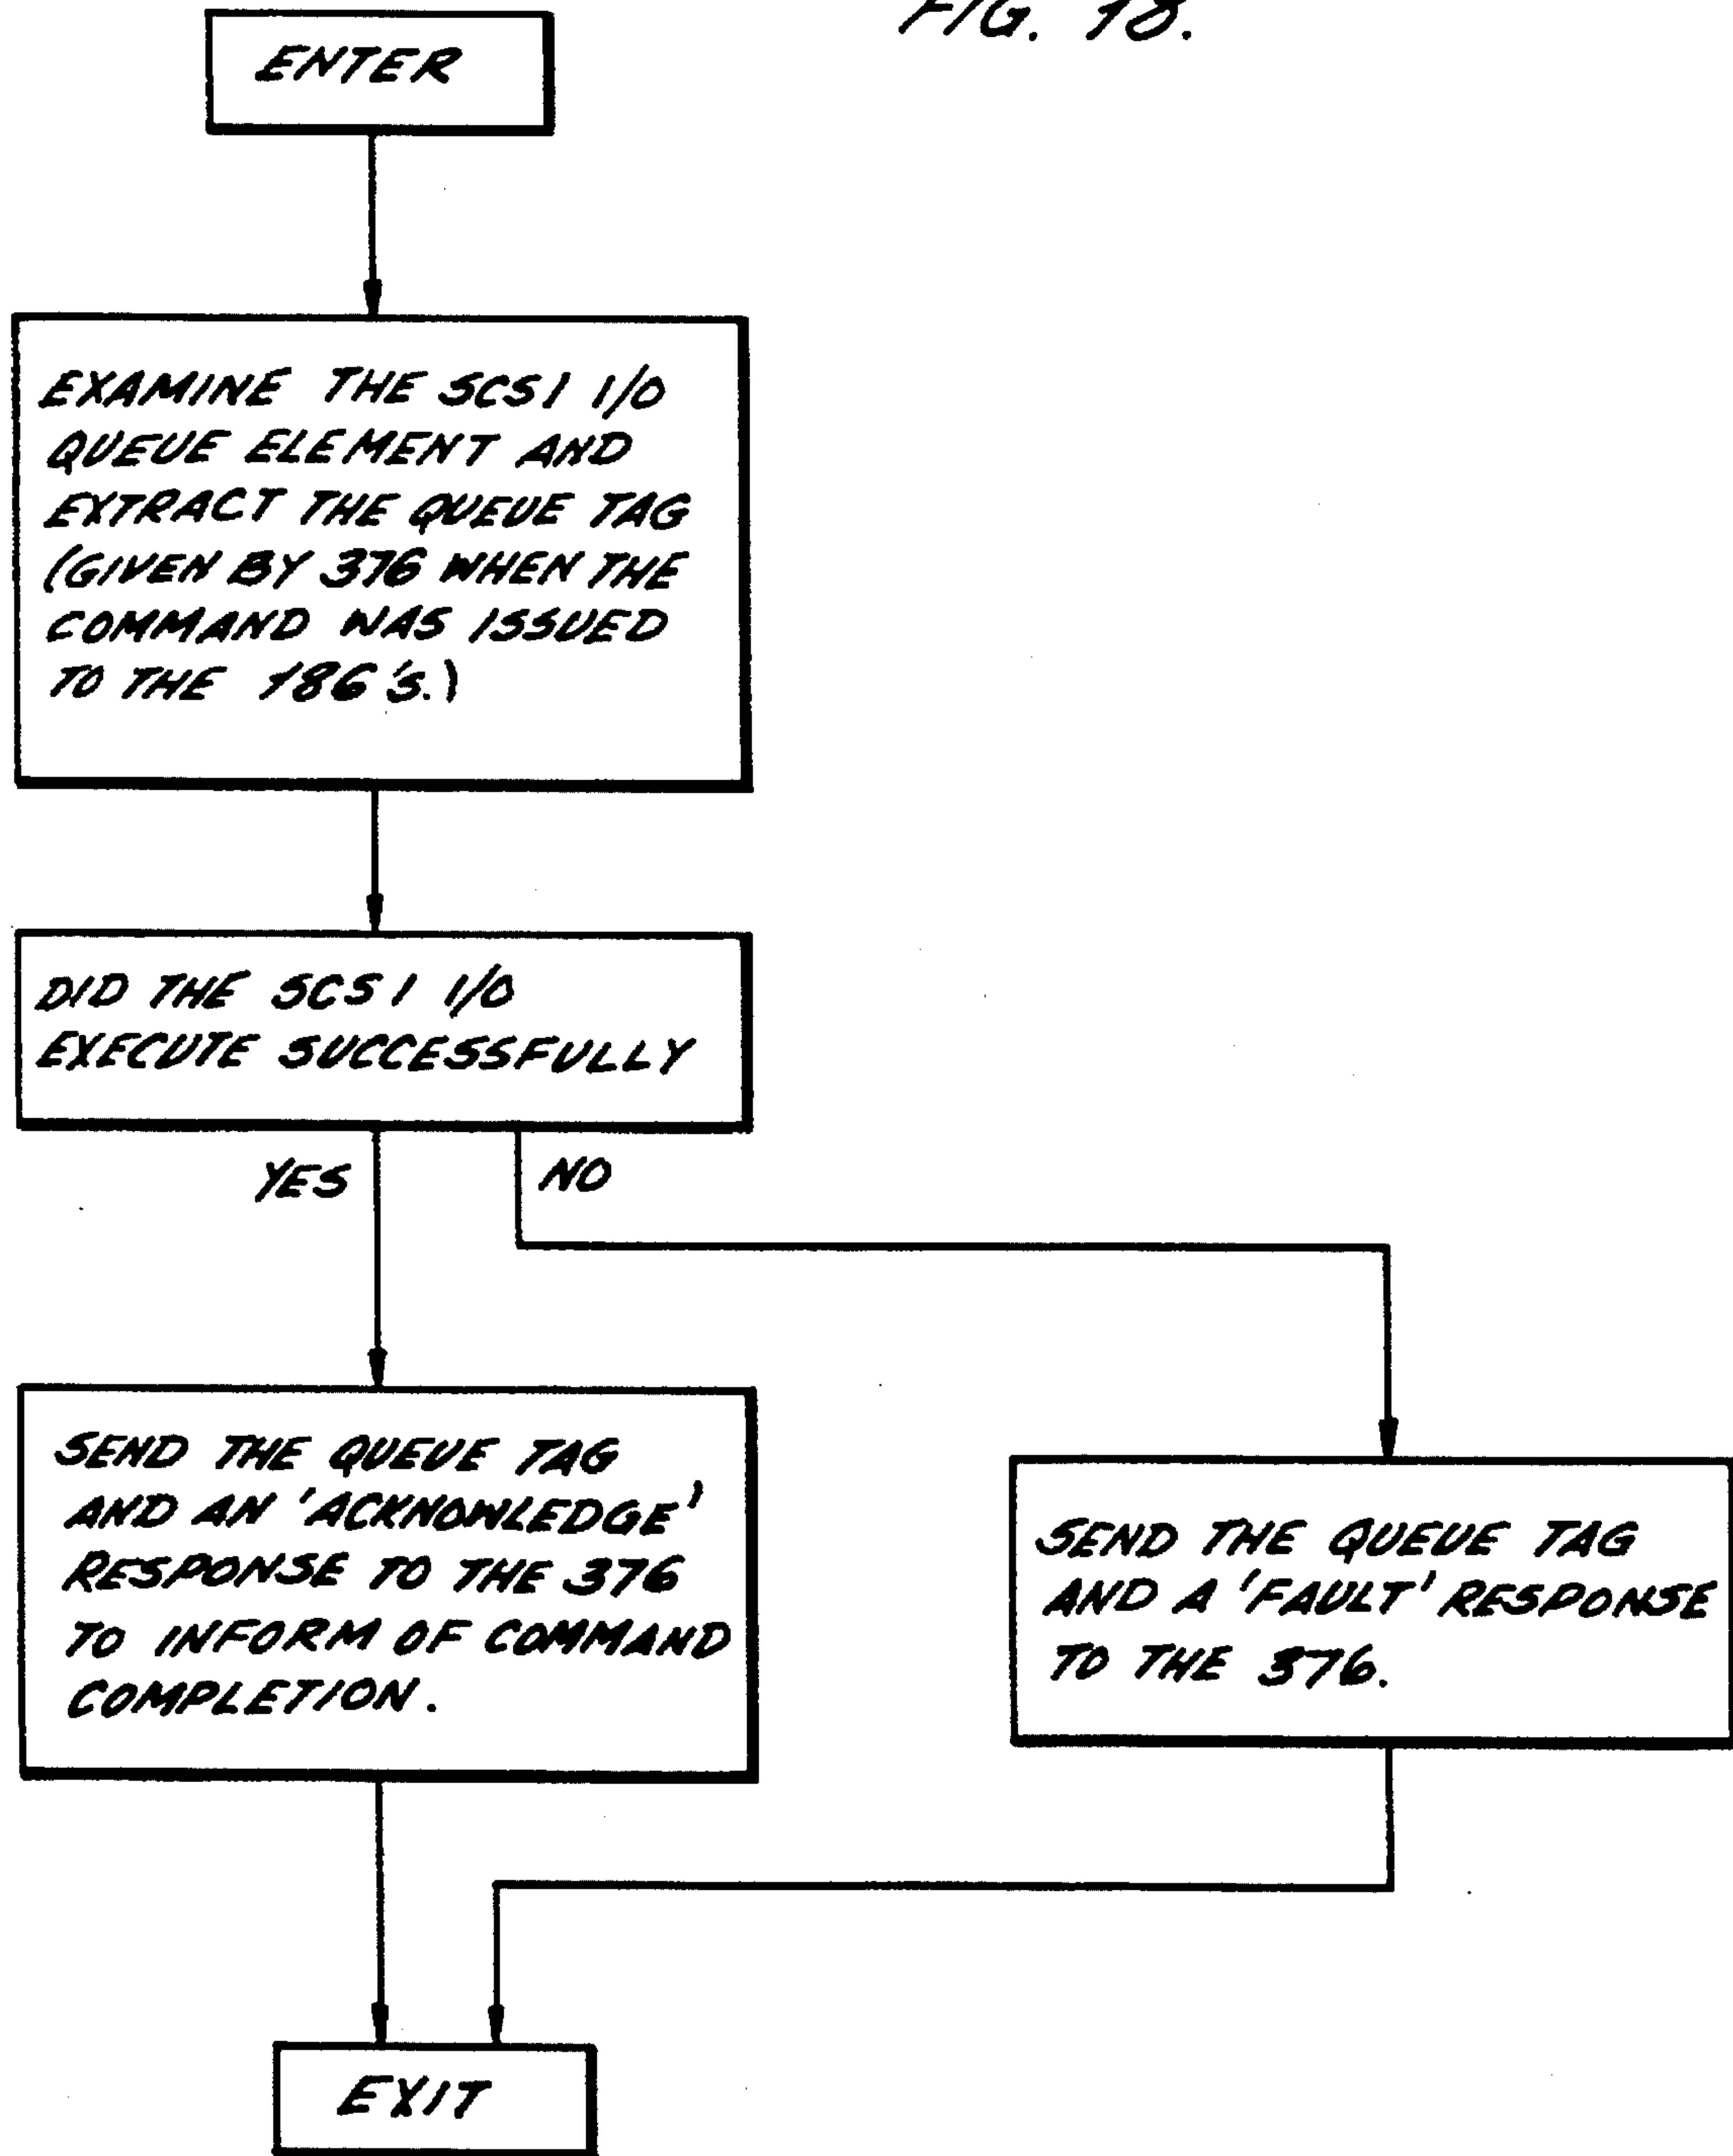 FIG. 18.
ENTER
EXAMINE THE SCSI I/O
QUEUE ELEMENT AND
EXTRACT THE QUEUE TAG
(GIVEN BY 376 WHEN THE
COMMAND WAS ISSUED
TO THE 186's.)
DID THE SCSI I/O
EXECUTE SUCCESSFULLY
YES
NO
SEND THE QUEUE TAG
AND AN 'ACKNOWLEDGE'
RESPONSE TO THE 376
TO INFORM OF COMMAND
COMPLETION.
SEND THE QUEUE TAG
AND A 'FAULT' RESPONSE
TO THE 376.
EXIT